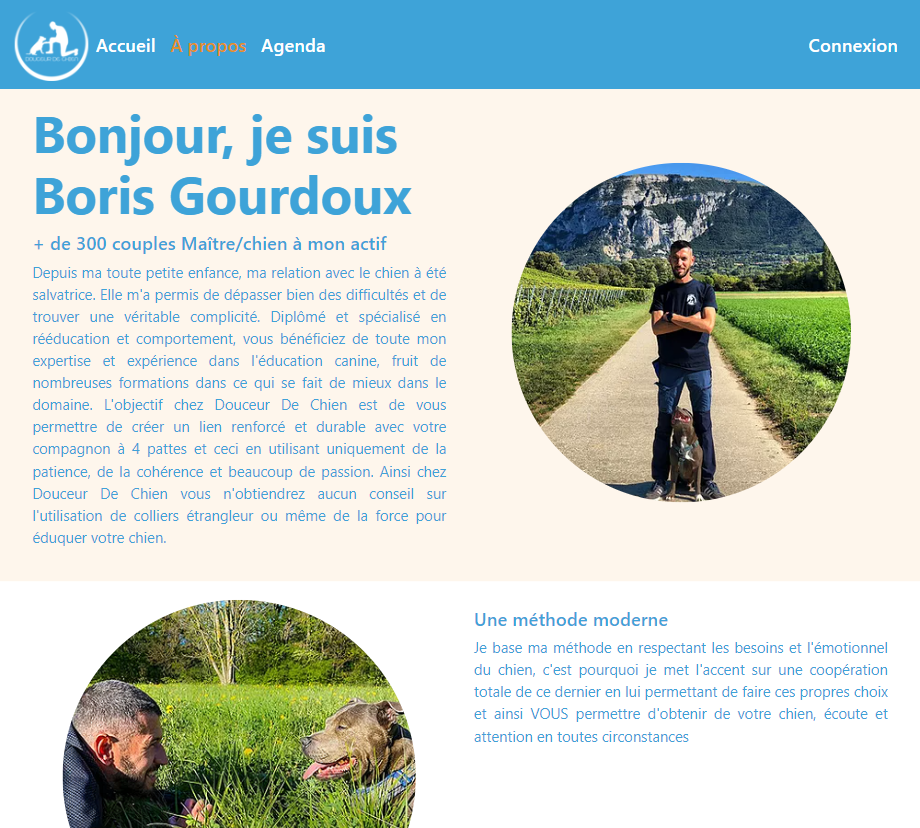 DOUCEUR DE CHIEN
Accueil À propos Agenda Connexion
Bonjour, je suis
Boris Gourdoux
+ de 300 couples Maître/chien à mon actif
Depuis ma toute petite enfance, ma relation avec le chien à été
salvatrice. Elle m'a permis de dépasser bien des difficultés et de
trouver une véritable complicité. Diplômé et spécialisé en
rééducation et comportement, vous bénéficiez de toute mon
expertise et expérience dans l'éducation canine, fruit de
nombreuses formations dans ce qui se fait de mieux dans le
domaine. L'objectif chez Douceur De Chien est de vous
permettre de créer un lien renforcé et durable avec votre
compagnon à 4 pattes et ceci en utilisant uniquement de la
patience, de la cohérence et beaucoup de passion. Ainsi chez
Douceur De Chien vous n'obtiendrez aucun conseil sur
l'utilisation de colliers étrangleur ou même de la force pour
éduquer votre chien.
Une méthode moderne
Je base ma méthode en respectant les besoins et l'émotionnel
du chien, c'est pourquoi je met l'accent sur une coopération
totale de ce dernier en lui permettant de faire ces propres choix
et ainsi VOUS permettre d'obtenir de votre chien, écoute et
attention en toutes circonstances